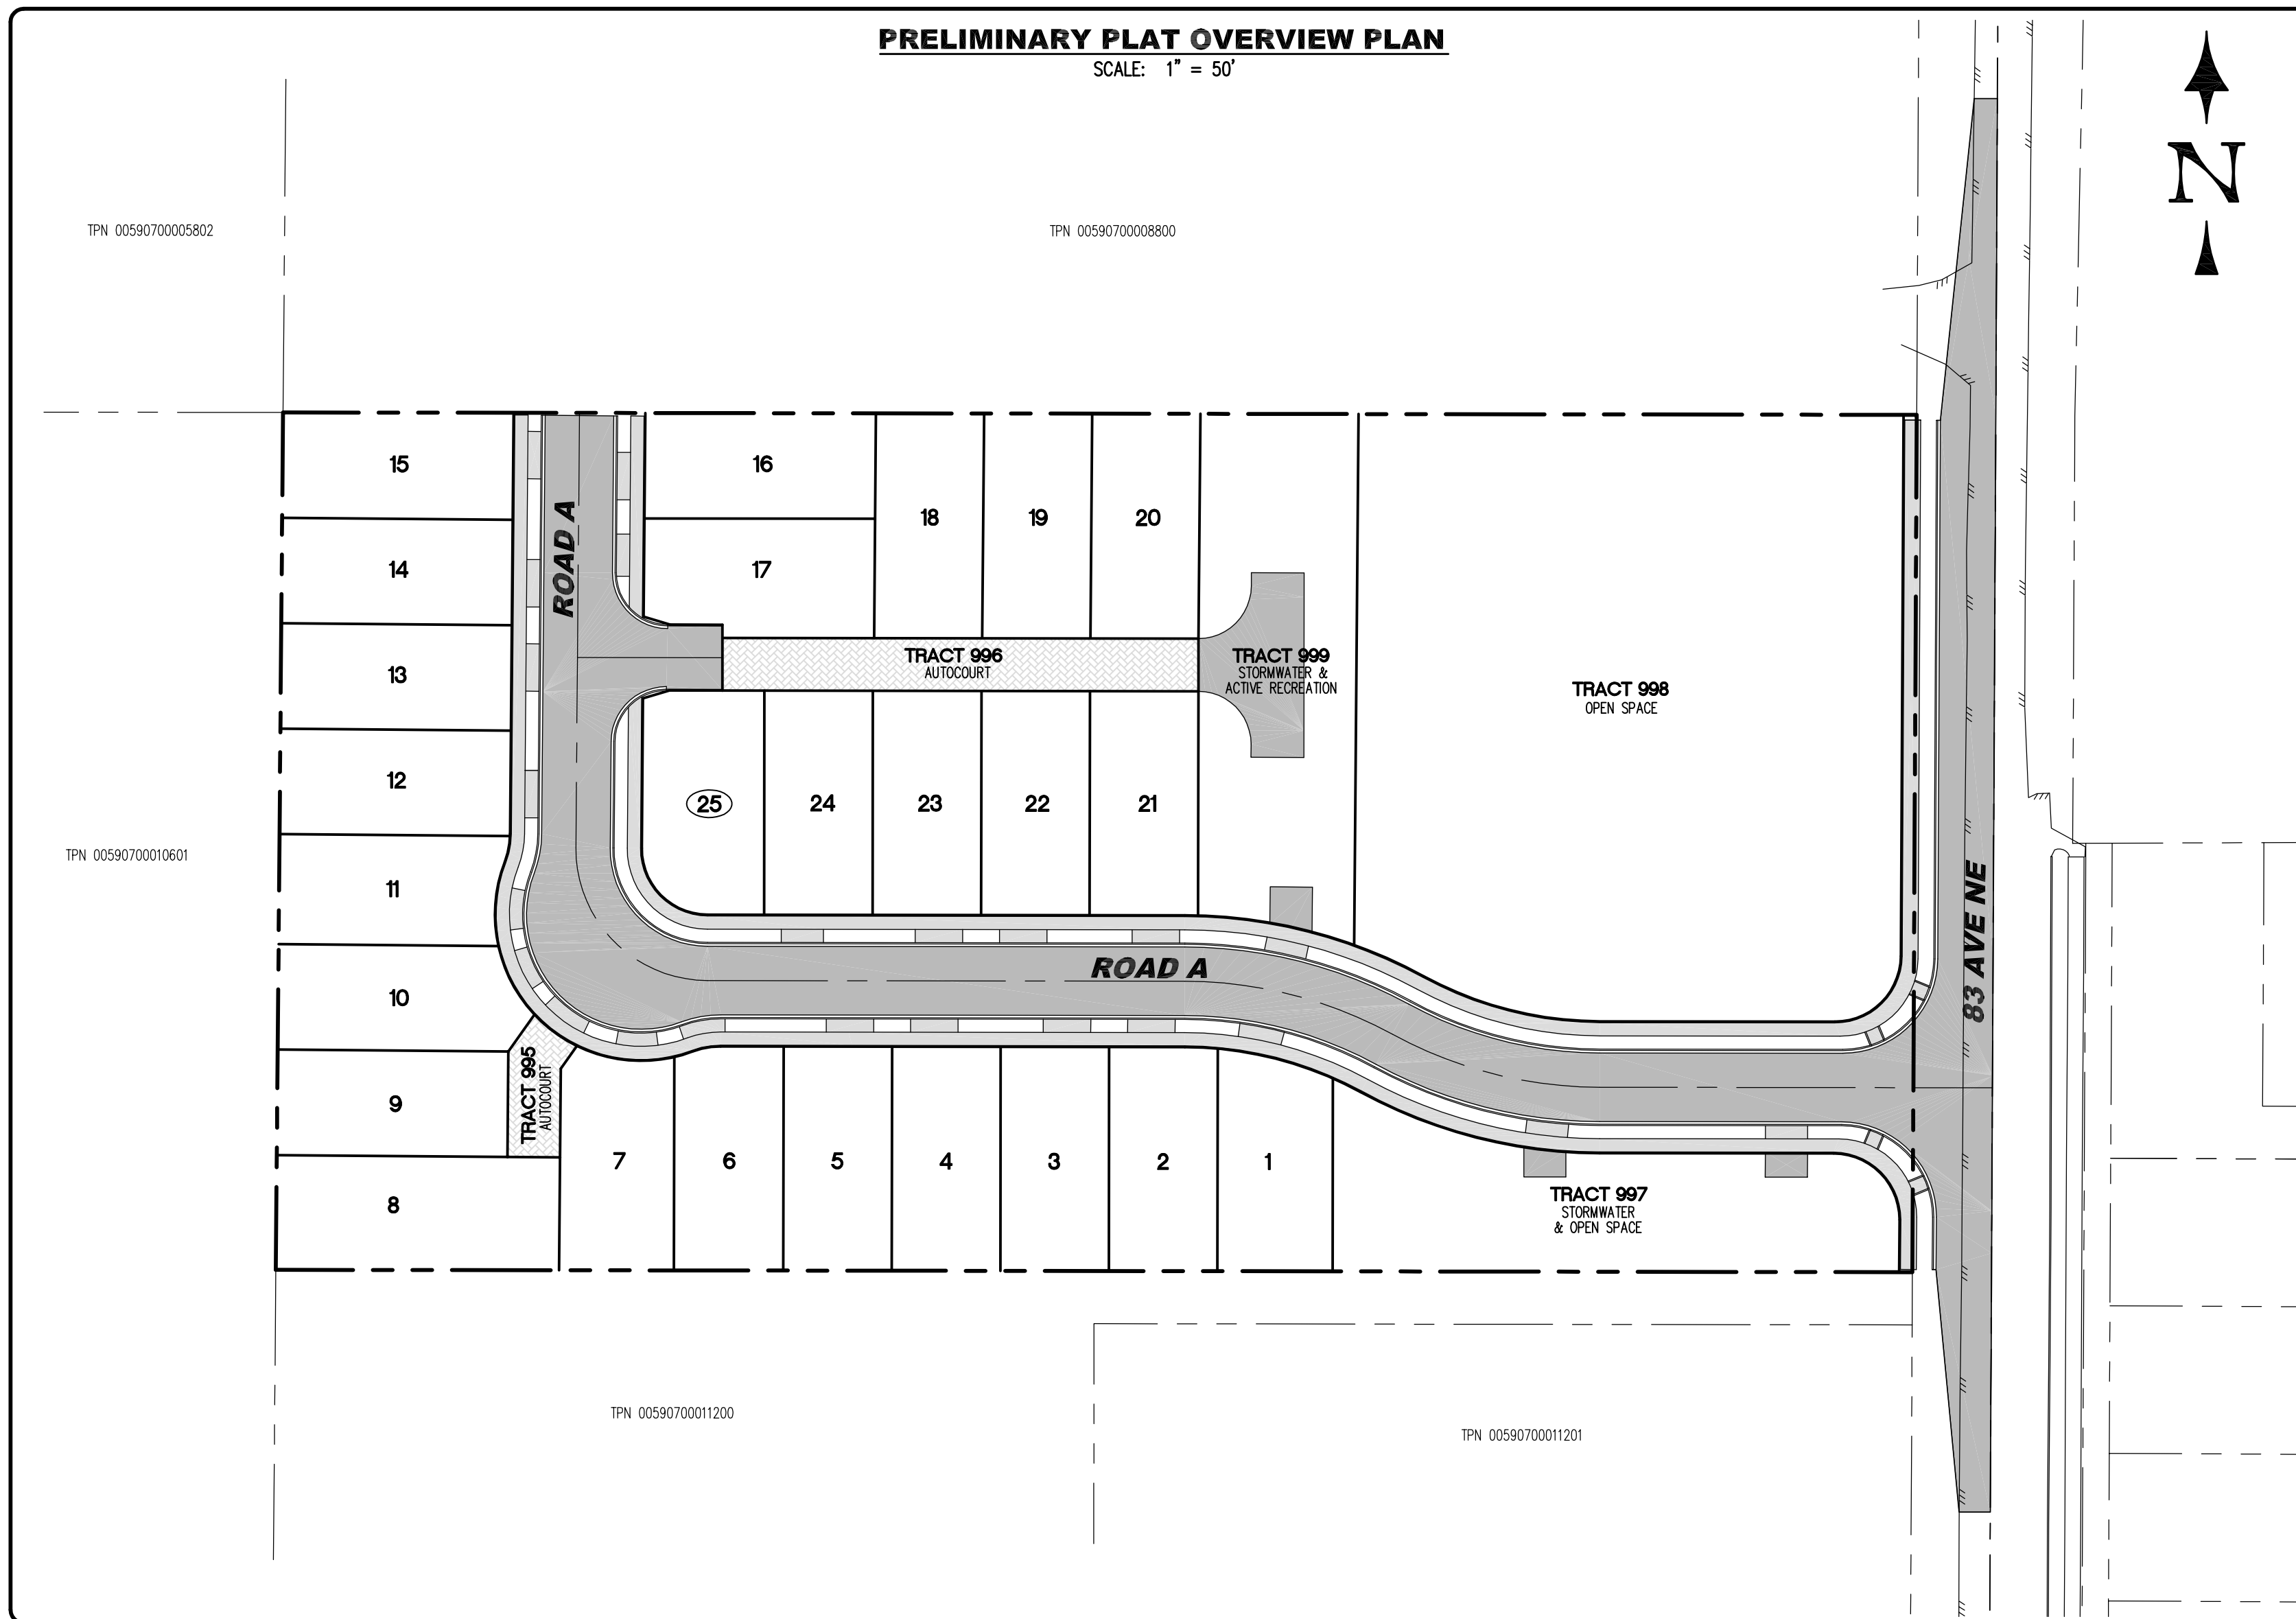 PRELIMINARY PLAT OVERVIEW PLAN
SCALE: 1" = 50'
N
TPN 00590700005802
TPN 00590700008800
15
16
18
19
20
ROAD A
14
17
TRACT 996
AUTOCOURT
TRACT 999
STORMWATER &
ACTIVE RECREATION
13
TRACT 998
OPEN SPACE
12
25
24
23
22
21
TPN 00590700010601
11
83 AVE NE
ROAD A
10
TRACT 995
AUTOCOURT
9
7
6
5
4
3
2
1
8
TRACT 997
STORMWATER
& OPEN SPACE
TPN 00590700011200
TPN 00590700011201